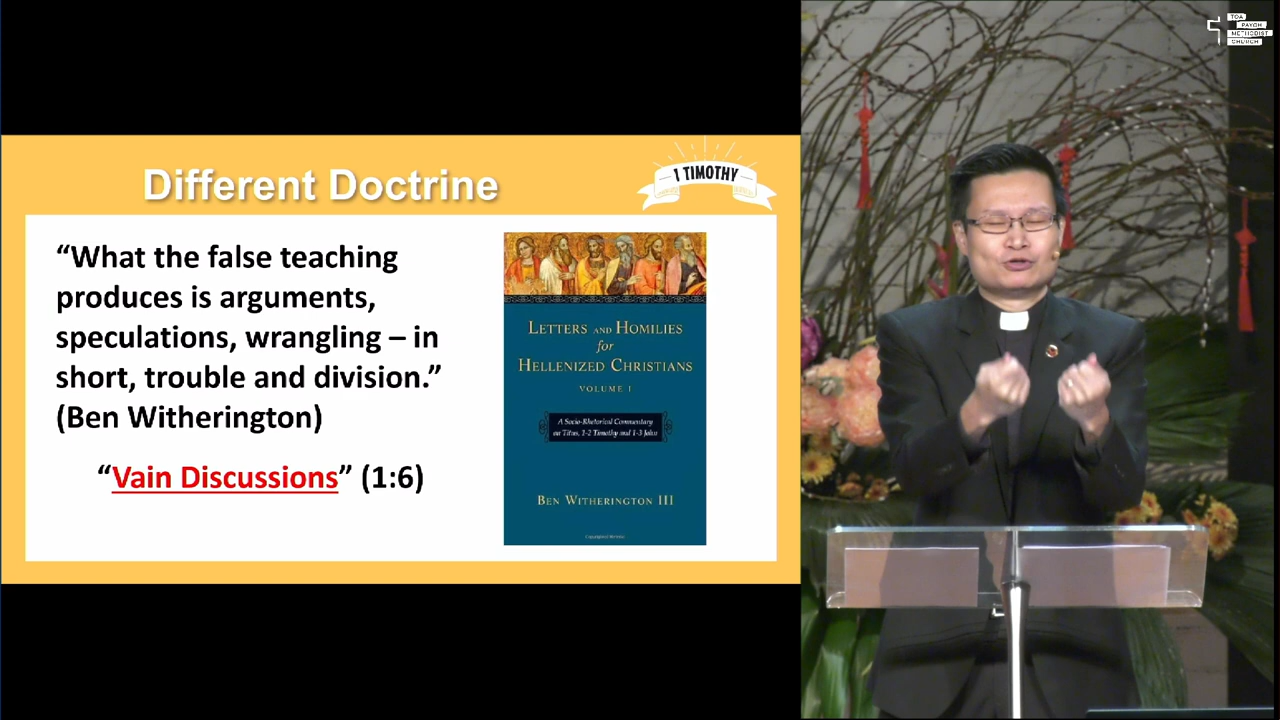 TOA
PAYOH
METHODIST
CHURCH
Different Doctrine
1 TIMOTHY
“What the false teaching
produces is arguments,
speculations, wrangling – in
short, trouble and division.”
(Ben Witherington)
“Vain Discussions” (1:6)
LETTERS AND HOMILIES
for
HELLENIZED CHRISTIANS
VOLUME I
A Socio-Rhetorical Commentary
on Titus, 1-2 Timothy and 1-3 John
BEN WITHERINGTON III
Copyrighted Material